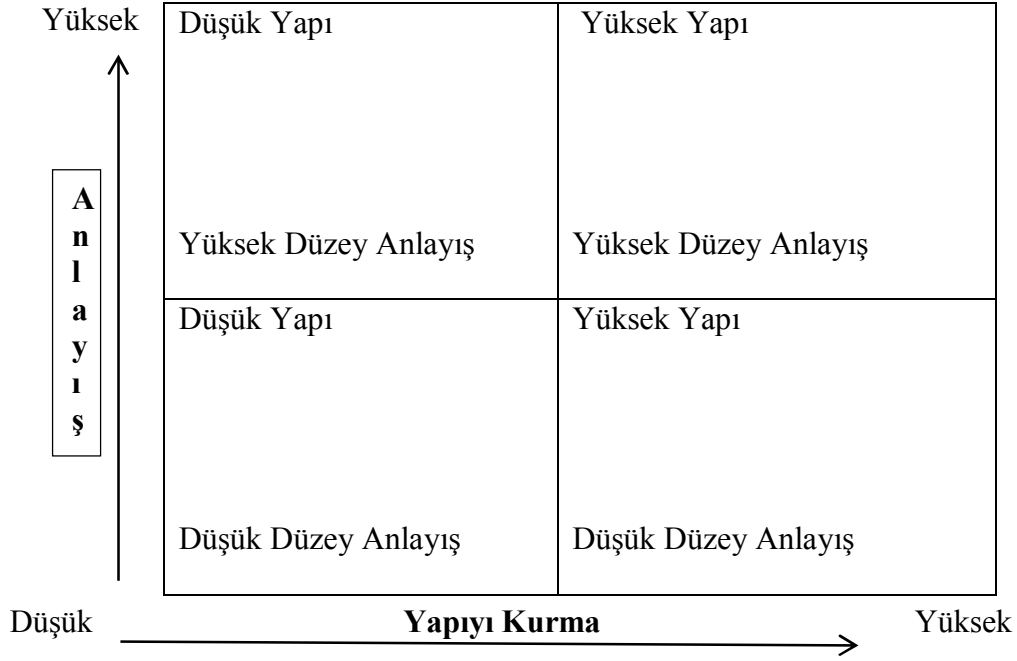 Yüksek
Düşük Yapı
Yüksek Yapı
Yüksek Düzey Anlayış
Yüksek Düzey Anlayış
A
n
l
a
y
ı
ş
Düşük Yapı
Yüksek Yapı
Düşük Düzey Anlayış
Düşük Düzey Anlayış
Düşük
Yapıyı Kurma
Yüksek